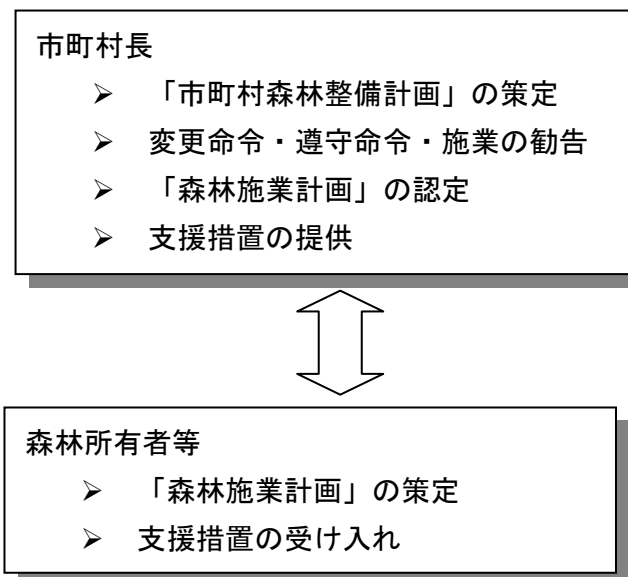 市町村長
➢ 「市町村森林整備計画」の策定
➢ 変更命令・遵守命令・施業の勧告
➢ 「森林施業計画」の認定
➢ 支援措置の提供
森林所有者等
➢ 「森林施業計画」の策定
➢ 支援措置の受け入れ